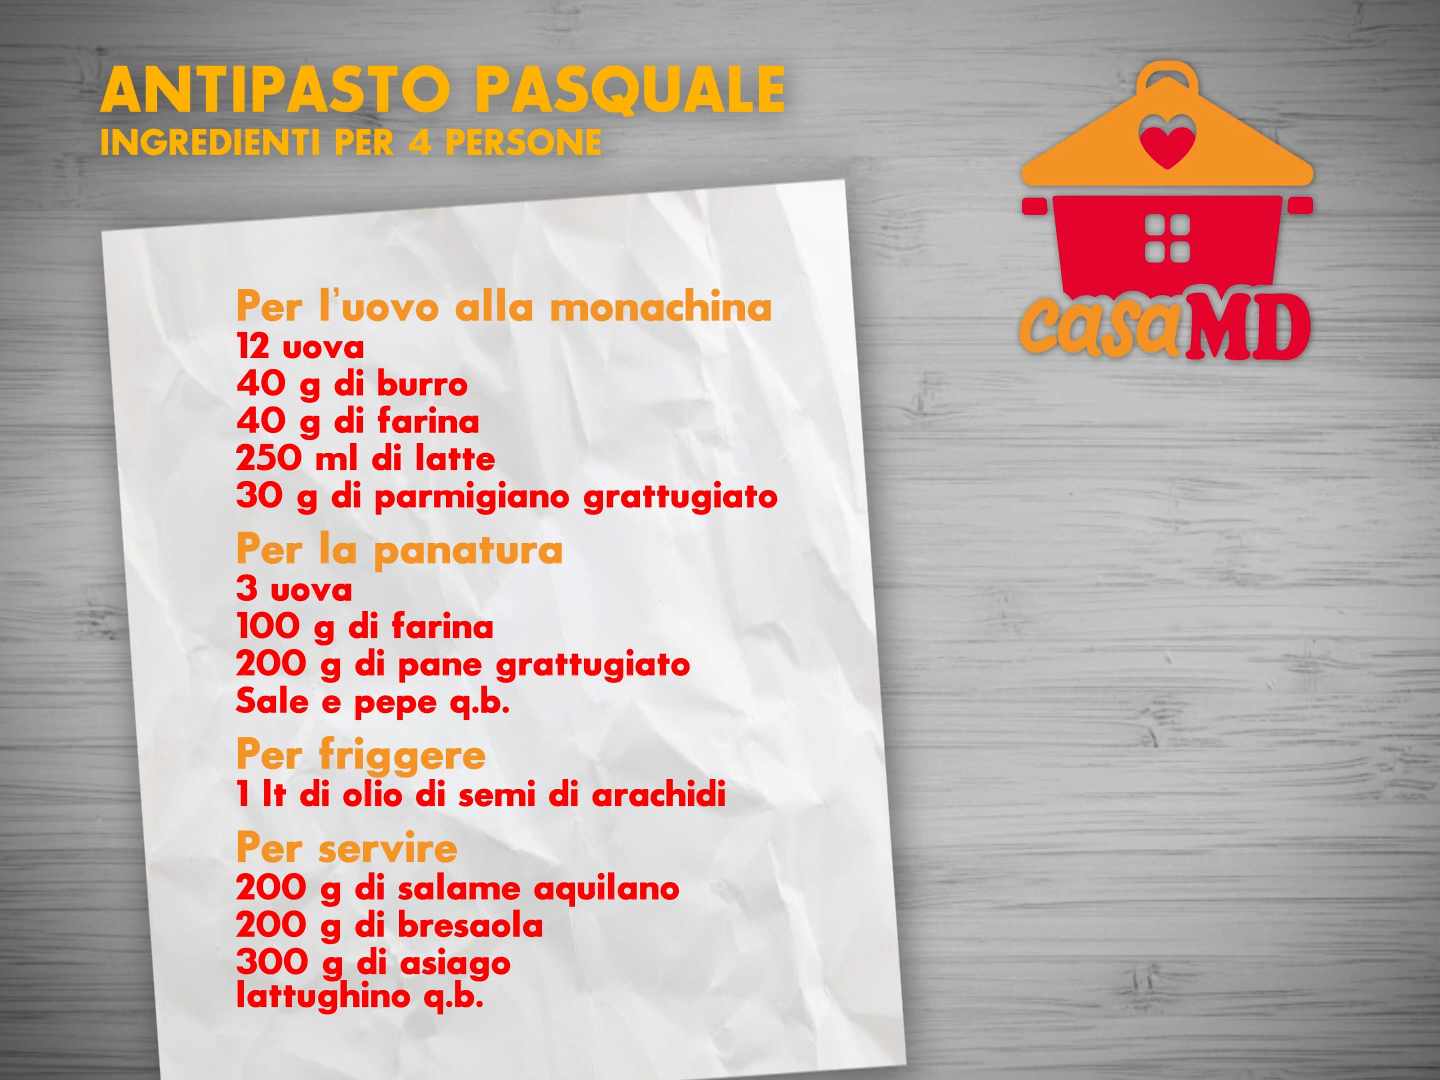 ANTIPASTO PASQUALE
INGREDIENTI PER 4 PERSONE
casaMD
Per l'uovo alla monachina
12 uova
40 g di burro
40 g di farina
250 ml di latte
30 g di parmigiano grattugiato
Per la panatura
3 uova
100 g di farina
200 g di pane grattugiato
Sale e pepe q.b.
Per friggere
1 lt di olio di semi di arachidi
Per servire
200 g di salame aquilano
200 g di bresaola
300 g di asiago
lattughino q.b.